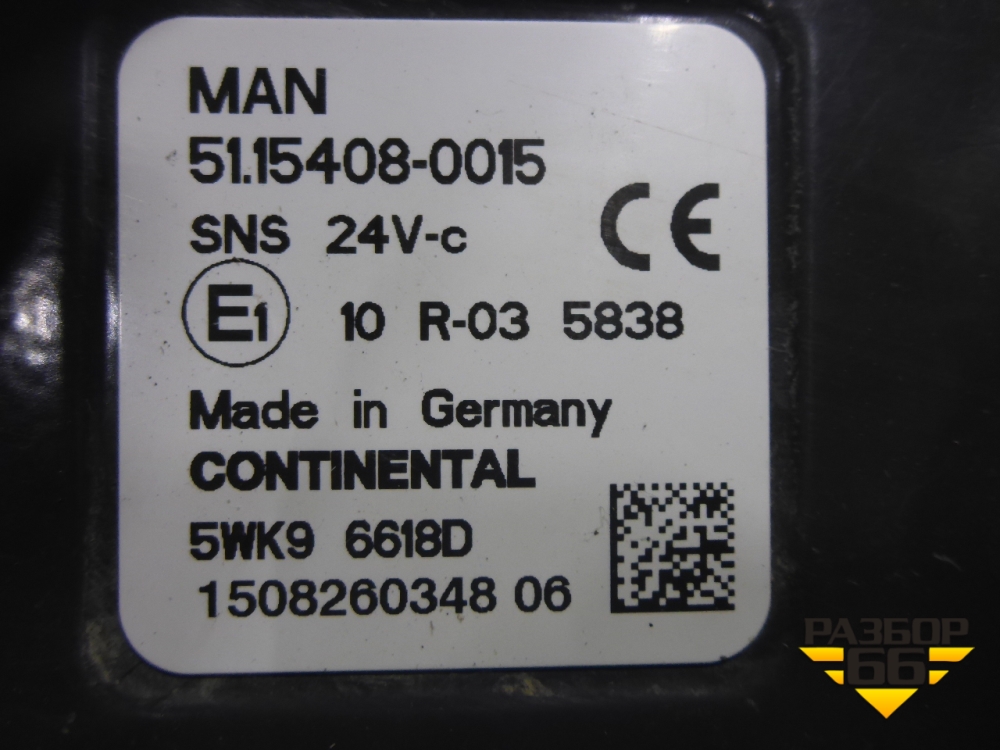 MAN
51.15408-0015
SNS 24V-c
CE
E1 10 R-03 5838
Made in Germany
CONTINENTAL
5WK9 6618D
1508260348 06
РАЗБОР
66